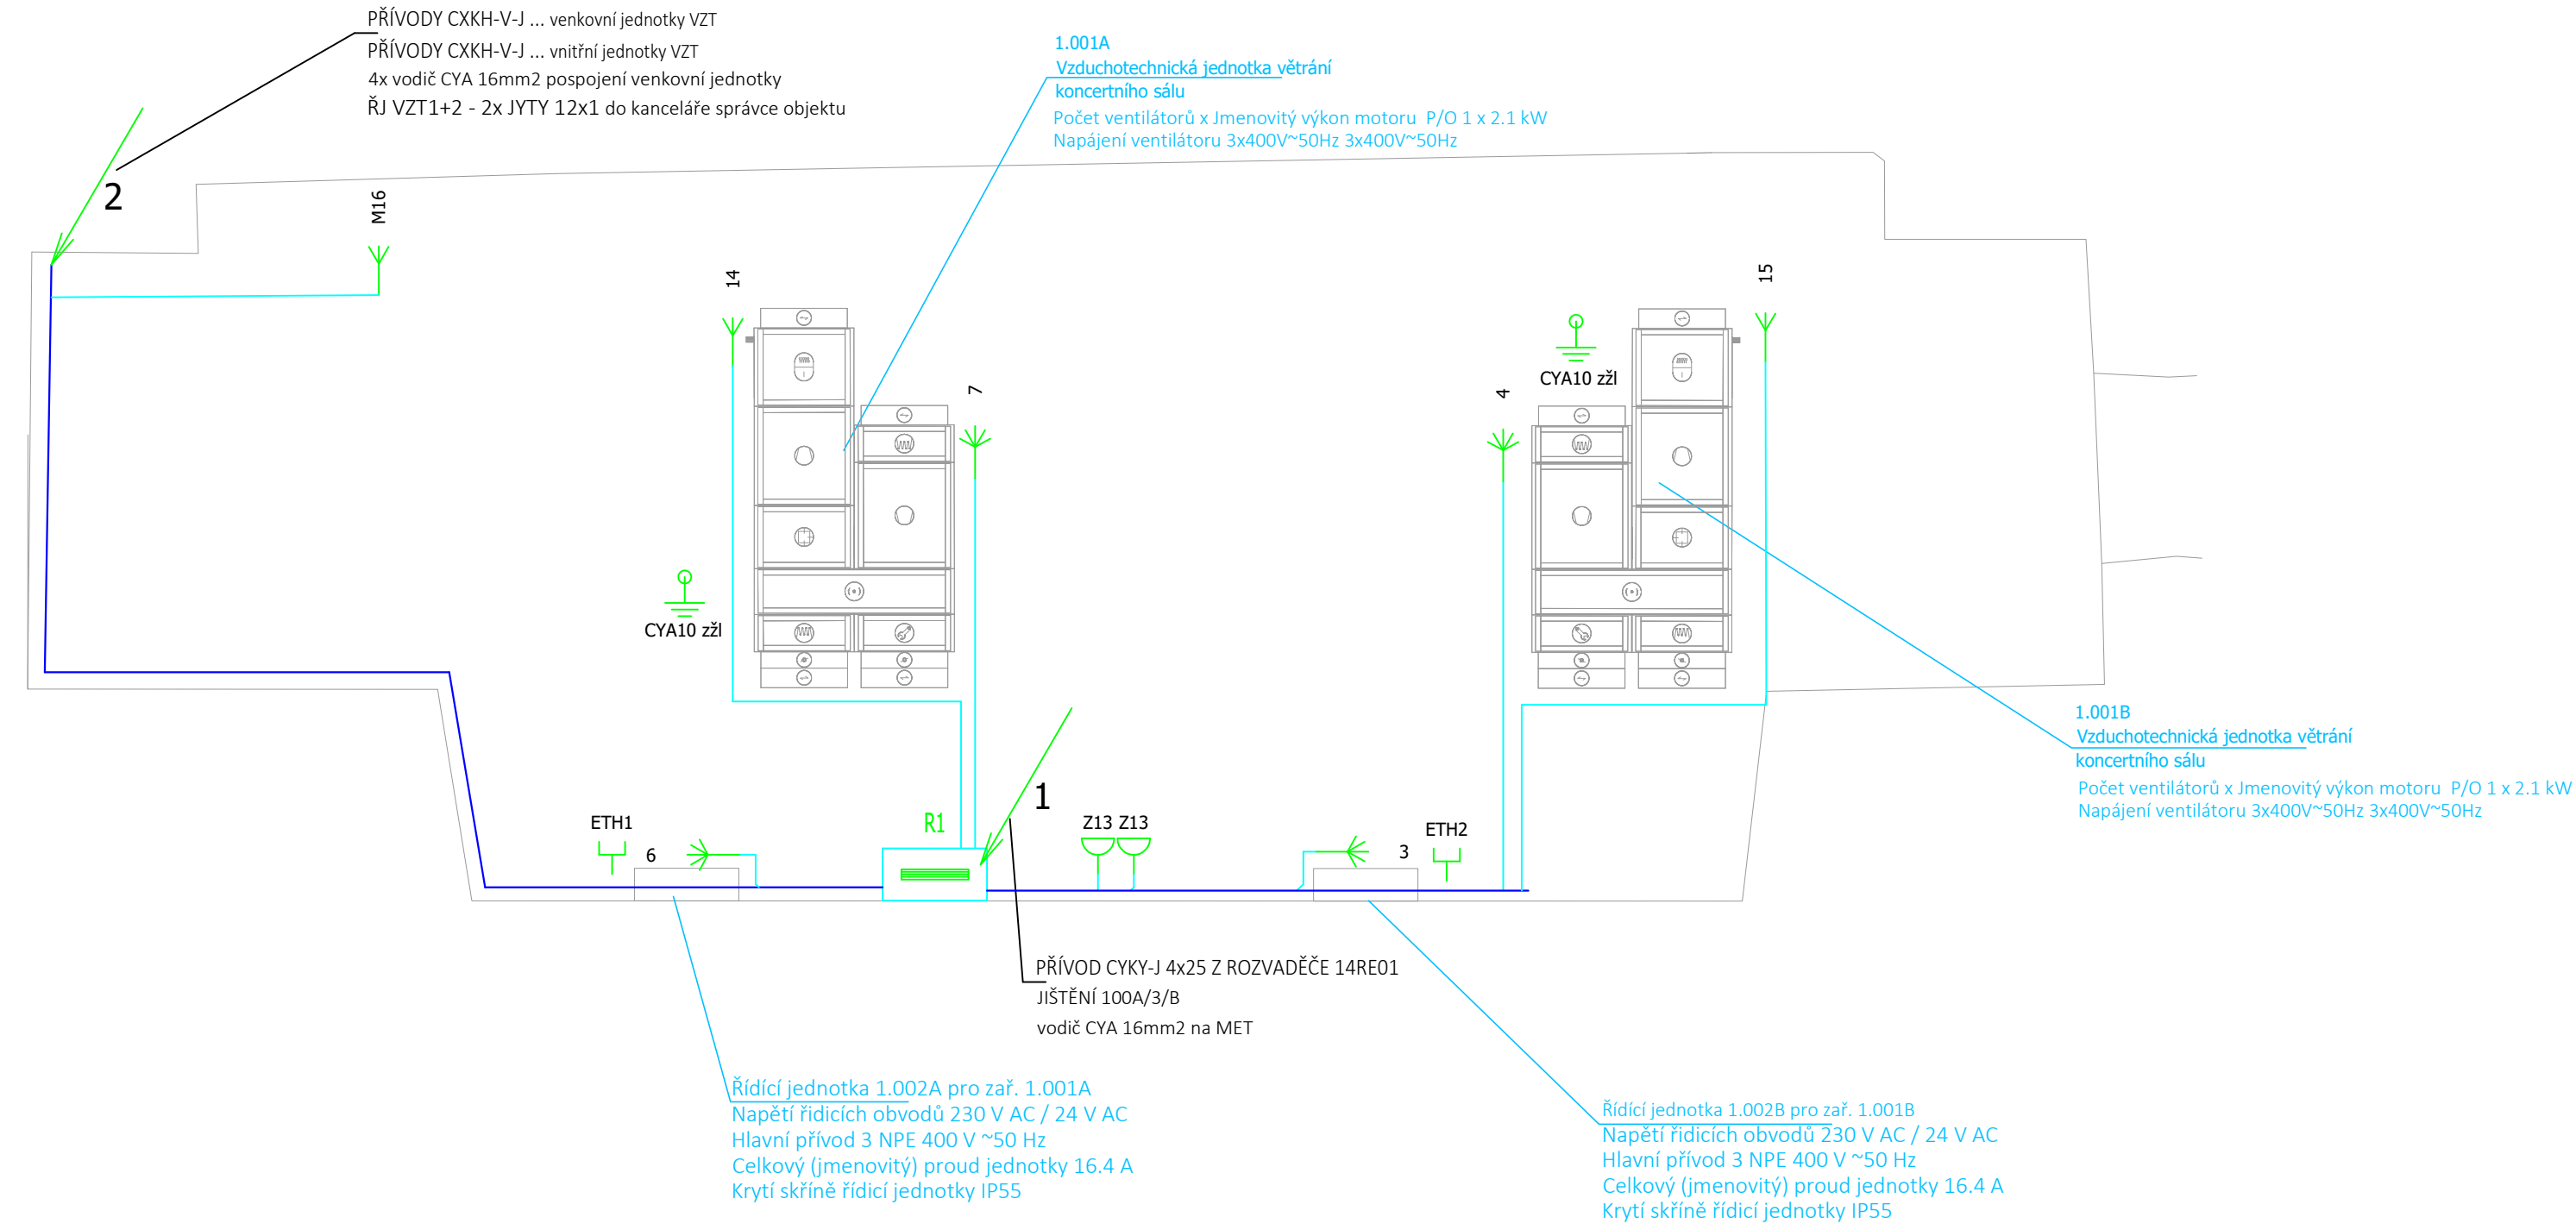 PŘÍVODY CXKH-V-J ... venkovní jednotky VZT
PŘÍVODY CXKH-V-J ... vnitřní jednotky VZT
4x vodič CYA 16mm2 pospojení venkovní jednotky
ŘJ VZT1+2 - 2x JYTY 12x1 do kanceláře správce objektu
1.001A
Vzduchotechnická jednotka větrání
koncertního sálu
Počet ventilátorů x Jmenovitý výkon motoru  P/O 1 x 2.1 kW
Napájení ventilátoru 3x400V~50Hz 3x400V~50Hz
2
M16
14
7
4
15
CYA10 zžl
CYA10 zžl
1.001B
Vzduchotechnická jednotka větrání
koncertního sálu
Počet ventilátorů x Jmenovitý výkon motoru  P/O 1 x 2.1 kW
Napájení ventilátoru 3x400V~50Hz 3x400V~50Hz
ETH1
6
R1
1
Z13 Z13
3
ETH2
PŘÍVOD CYKY-J 4x25 Z ROZVADĚČE 14RE01
JIŠTĚNÍ 100A/3/B
vodič CYA 16mm2 na MET
Řídící jednotka 1.002A pro zař. 1.001A
Napětí řidicích obvodů 230 V AC / 24 V AC
Hlavní přívod 3 NPE 400 V ~50 Hz
Celkový (jmenovitý) proud jednotky 16.4 A
Krytí skříně řídicí jednotky IP55
Řídící jednotka 1.002B pro zař. 1.001B
Napětí řidicích obvodů 230 V AC / 24 V AC
Hlavní přívod 3 NPE 400 V ~50 Hz
Celkový (jmenovitý) proud jednotky 16.4 A
Krytí skříně řídicí jednotky IP55